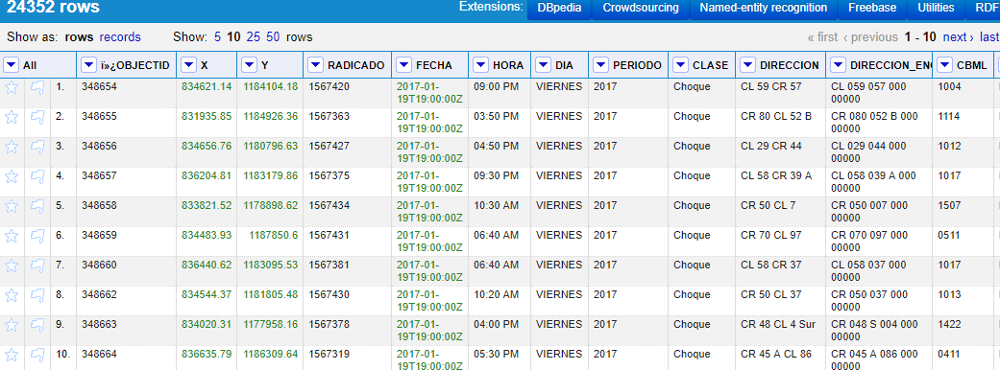 24352 rows
Extensions: DBpedia Crowdsourcing Named-entity recognition Freebase Utilities RDF
Show as: rows records Show: 5 10 25 50 rows « first ‹ previous 1 - 10 next › last
All ï»¿OBJECTID X Y RADICADO FECHA HORA DIA PERIODO CLASE DIRECCION DIRECCION_ENC CBML
1. 348654 834621.14 1184104.18 1567420 2017-01- 09:00 PM VIERNES 2017 Choque CL 59 CR 57 CL 059 057 000 1004
19T19:00:00Z 00000
2. 348655 831935.85 1184926.36 1567363 2017-01- 03:50 PM VIERNES 2017 Choque CR 80 CL 52 B CR 080 052 B 000 1114
19T19:00:00Z 00000
3. 348656 834656.76 1180796.63 1567427 2017-01- 04:50 PM VIERNES 2017 Choque CL 29 CR 44 CL 029 044 000 1012
19T19:00:00Z 00000
4. 348657 836204.81 1183179.86 1567375 2017-01- 09:30 PM VIERNES 2017 Choque CL 58 CR 39 A CL 058 039 A 000 1017
19T19:00:00Z 00000
5. 348658 833821.52 1178898.62 1567434 2017-01- 10:30 AM VIERNES 2017 Choque CR 50 CL 7 CR 050 007 000 1507
19T19:00:00Z 00000
6. 348659 834483.93 1187850.6 1567431 2017-01- 06:40 AM VIERNES 2017 Choque CR 70 CL 97 CR 070 097 000 0511
19T19:00:00Z 00000
7. 348660 836440.62 1183095.53 1567381 2017-01- 06:40 AM VIERNES 2017 Choque CL 58 CR 37 CL 058 037 000 1017
19T19:00:00Z 00000
8. 348662 834544.37 1181805.48 1567430 2017-01- 10:20 AM VIERNES 2017 Choque CR 50 CL 37 CR 050 037 000 1013
19T19:00:00Z 00000
9. 348663 834020.31 1177958.16 1567378 2017-01- 04:00 PM VIERNES 2017 Choque CR 48 CL 4 Sur CR 048 S 004 000 1422
19T19:00:00Z 00000
10. 348664 836635.79 1186309.64 1567319 2017-01- 05:30 PM VIERNES 2017 Choque CR 45 A CL 86 CR 045 A 086 000 0411
19T19:00:00Z 00000